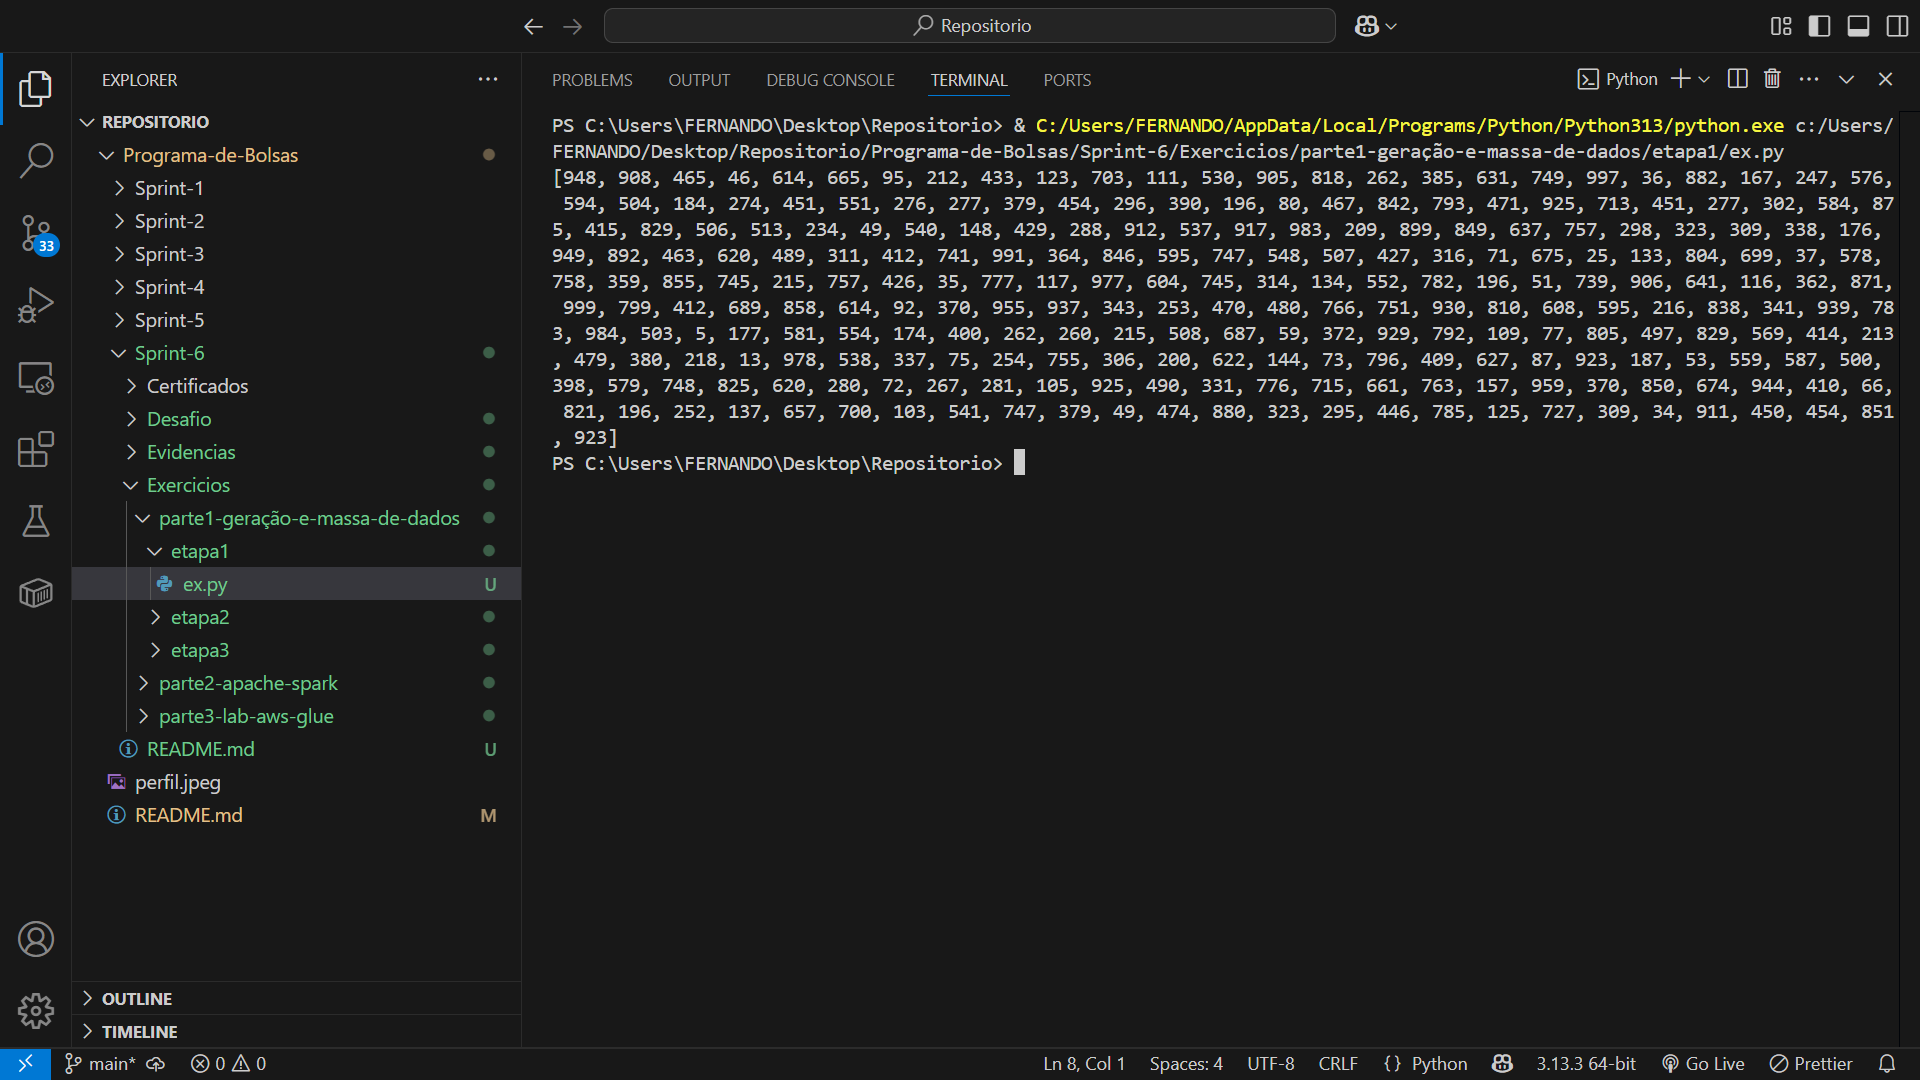 Repositorio
EXPLORER
REPOSITORIO
Programa-de-Bolsas
Sprint-1
Sprint-2
Sprint-3
Sprint-4
Sprint-5
Sprint-6
Certificados
Desafio
Evidencias
Exercicios
parte1-geração-e-massa-de-dados
etapa1
ex.py U
etapa2
etapa3
parte2-apache-spark
parte3-lab-aws-glue
README.md U
perfil.jpeg
README.md M
OUTLINE
TIMELINE
33
PROBLEMS OUTPUT DEBUG CONSOLE TERMINAL PORTS
Python
PS C:\Users\FERNANDO\Desktop\Repositorio> & C:/Users/FERNANDO/AppData/Local/Programs/Python/Python313/python.exe c:/Users/
FERNANDO/Desktop/Repositorio/Programa-de-Bolsas/Sprint-6/Exercicios/parte1-geração-e-massa-de-dados/etapa1/ex.py
[948, 908, 465, 46, 614, 665, 95, 212, 433, 123, 703, 111, 530, 905, 818, 262, 385, 631, 749, 997, 36, 882, 167, 247, 576,
594, 504, 184, 274, 451, 551, 276, 277, 379, 454, 296, 390, 196, 80, 467, 842, 793, 471, 925, 713, 451, 277, 302, 584, 87
5, 415, 829, 506, 513, 234, 49, 540, 148, 429, 288, 912, 537, 917, 983, 209, 899, 849, 637, 757, 298, 323, 309, 338, 176,
949, 892, 463, 620, 489, 311, 412, 741, 991, 364, 846, 595, 747, 548, 507, 427, 316, 71, 675, 25, 133, 804, 699, 37, 578,
758, 359, 855, 745, 215, 757, 426, 35, 777, 117, 977, 604, 745, 314, 134, 552, 782, 196, 51, 739, 906, 641, 116, 362, 871,
999, 799, 412, 689, 858, 614, 92, 370, 955, 937, 343, 253, 470, 480, 766, 751, 930, 810, 608, 595, 216, 838, 341, 939, 78
3, 984, 503, 5, 177, 581, 554, 174, 400, 262, 260, 215, 508, 687, 59, 372, 929, 792, 109, 77, 805, 497, 829, 569, 414, 213
, 479, 380, 218, 13, 978, 538, 337, 75, 254, 755, 306, 200, 622, 144, 73, 796, 409, 627, 87, 923, 187, 53, 559, 587, 500,
398, 579, 748, 825, 620, 280, 72, 267, 281, 105, 925, 490, 331, 776, 715, 661, 763, 157, 959, 370, 850, 674, 944, 410, 66,
821, 196, 252, 137, 657, 700, 103, 541, 747, 379, 49, 474, 880, 323, 295, 446, 785, 125, 727, 309, 34, 911, 450, 454, 851
, 923]
PS C:\Users\FERNANDO\Desktop\Repositorio>
main* 0 0 Ln 8, Col 1 Spaces: 4 UTF-8 CRLF {} Python 3.13.3 64-bit Go Live Prettier